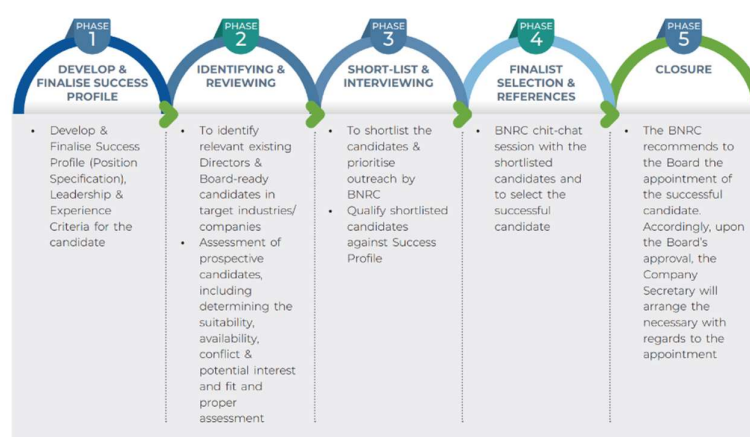 PHASE
1
DEVELOP &
FINALISE SUCCESS
PROFILE
• Develop &
Finalise Success
Profile (Position
Specification),
Leadership &
Experience
Criteria for the
candidate
PHASE
2
IDENTIFYING &
REVIEWING
• To identify
relevant existing
Directors &
Board-ready
candidates in
target industries/
companies
• Assessment of
prospective
candidates,
including
determining the
suitability,
availability,
conflict &
potential interest
and fit and
proper
assessment
PHASE
3
SHORT-LIST &
INTERVIEWING
• To shortlist the
candidates &
prioritise
outreach by
BNRC
• Qualify shortlisted
candidates
against Success
Profile
PHASE
4
FINALIST
SELECTION &
REFERENCES
• BNRC chit-chat
session with the
shortlisted
candidates and
to select the
successful
candidate
PHASE
5
CLOSURE
• The BNRC
recommends to
the Board the
appointment of
the successful
candidate.
Accordingly, upon
the Board's
approval, the
Company
Secretary will
arrange the
necessary with
regards to the
appointment